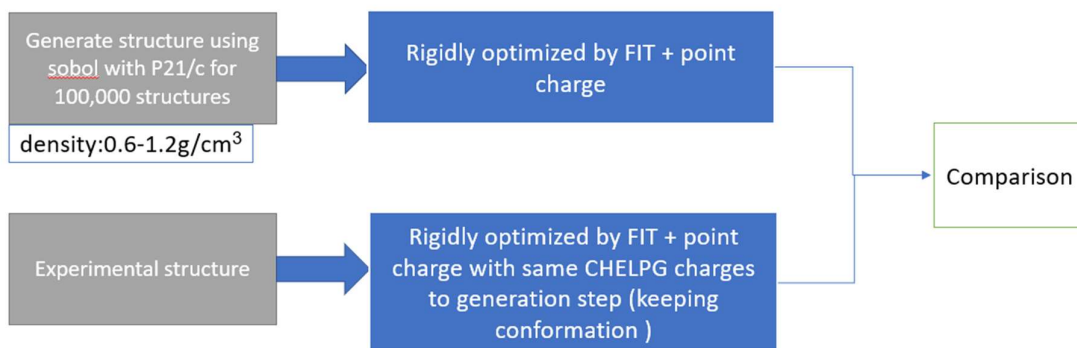 Generate structure using
sobol with P21/c for
100,000 structures
density:0.6-1.2g/cm³
Rigidly optimized by FIT + point
charge
Comparison
Experimental structure
Rigidly optimized by FIT + point
charge with same CHELPG charges
to generation step (keeping
conformation )